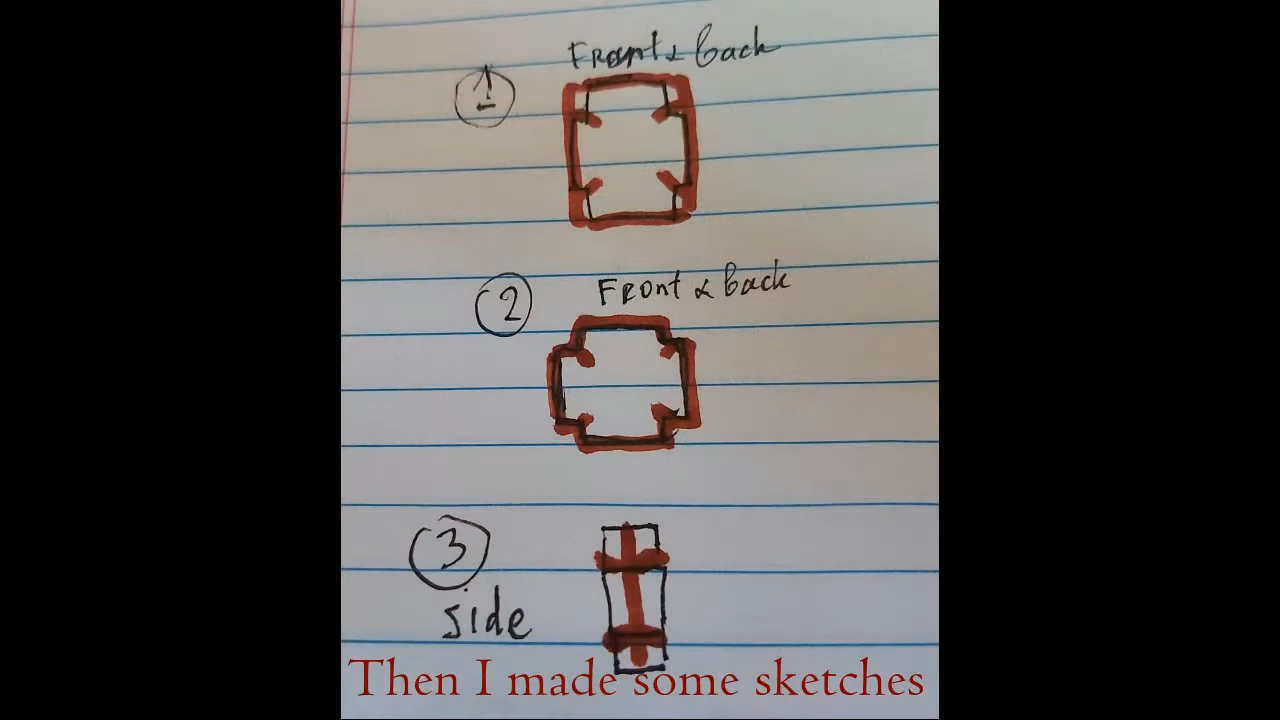 Front & back
1
Front & back
2
3
side
Then I made some sketches